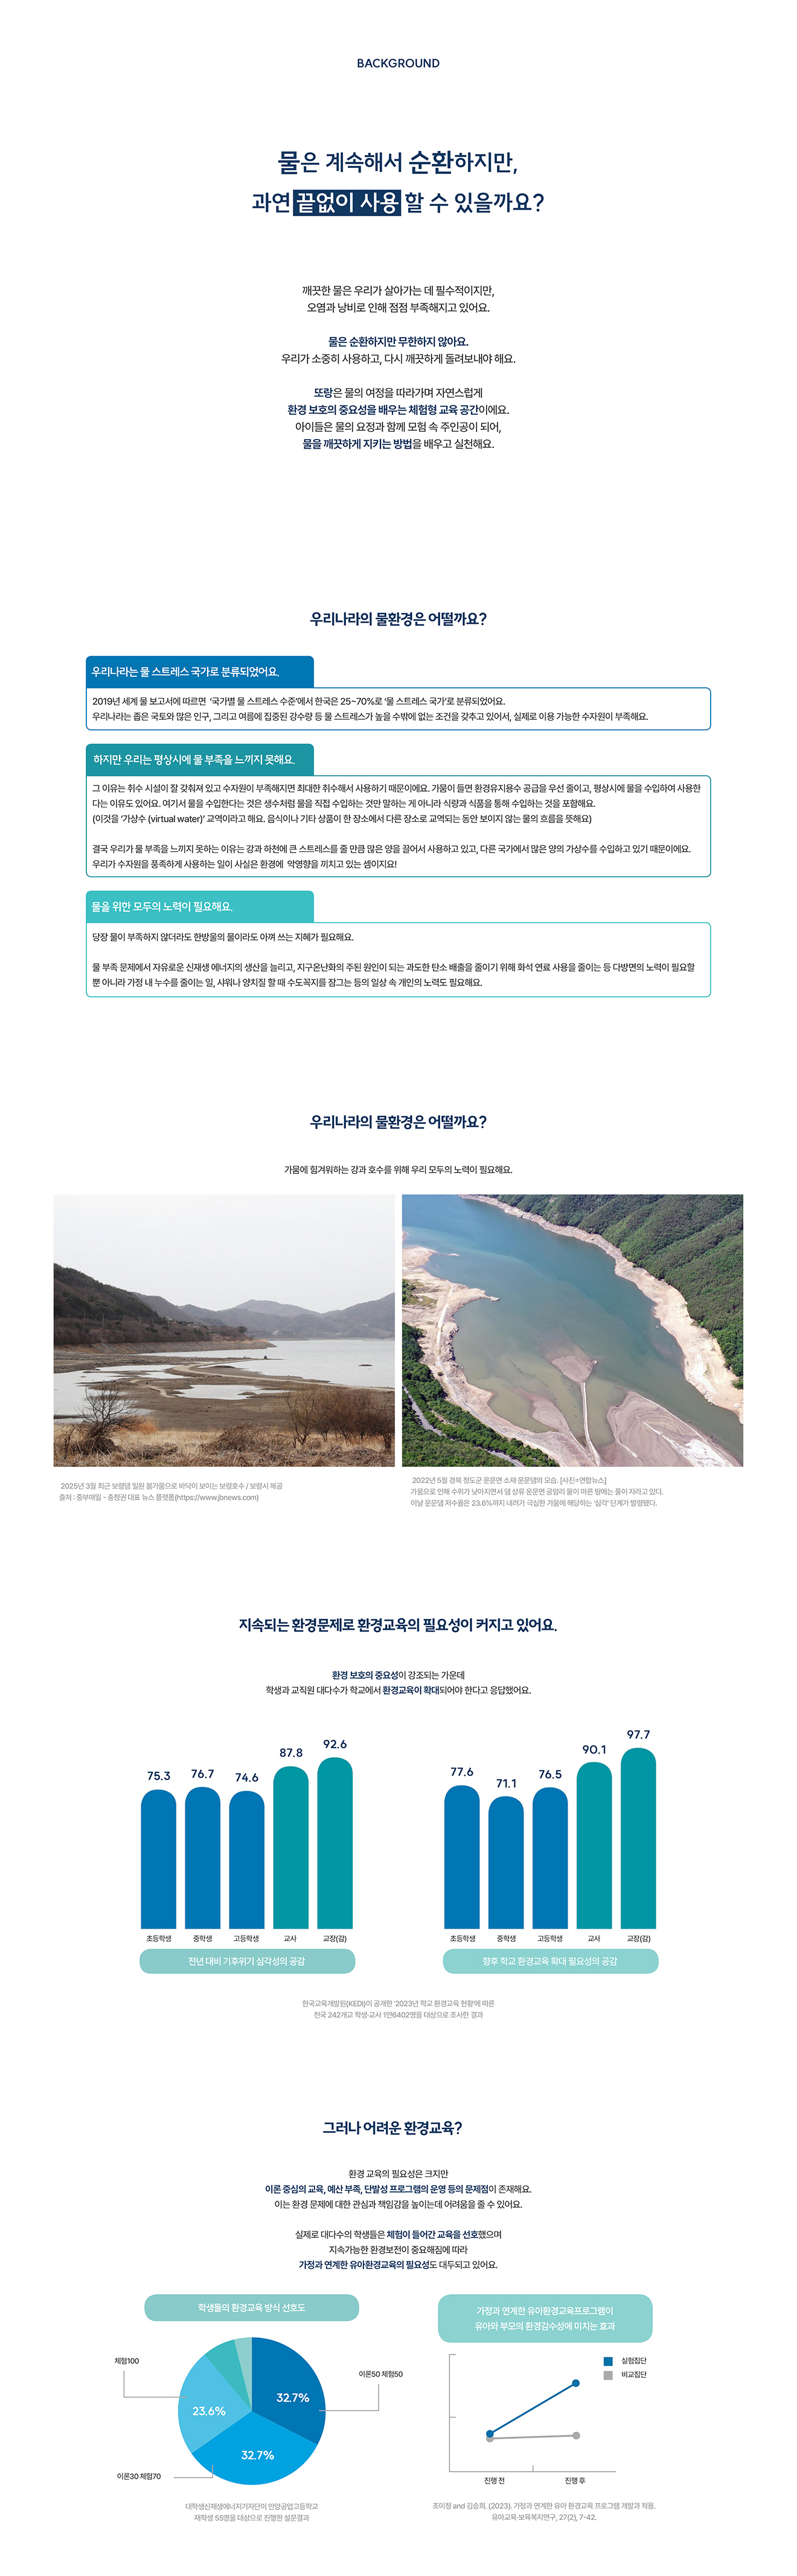 BACKGROUND
물은 계속해서 순환하지만,
과연 끝없이 사용 할 수 있을까요?
깨끗한 물은 우리가 살아가는 데 필수적이지만,
오염과 낭비로 인해 점점 부족해지고 있어요.
물은 순환하지만 무한하지 않아요.
우리가 소중히 사용하고, 다시 깨끗하게 돌려보내야 해요.
또랑은 물의 여정을 따라가며 자연스럽게
환경 보호의 중요성을 배우는 체험형 교육 공간이에요.
아이들은 물의 요정과 함께 모험 속 주인공이 되어,
물을 깨끗하게 지키는 방법을 배우고 실천해요.
우리나라의 물환경은 어떨까요?
우리나라는 물 스트레스 국가로 분류되었어요.
2019년 세계 물 보고서에 따르면 ‘국가별 물 스트레스 수준’에서 한국은 25~70%로 ‘물 스트레스 국가’로 분류되었어요.
우리나라는 좁은 국토와 많은 인구, 그리고 여름에 집중된 강수량 등 물 스트레스가 높을 수밖에 없는 조건을 갖추고 있어서, 실제로 이용 가능한 수자원이 부족해요.
하지만 우리는 평상시에 물 부족을 느끼지 못해요.
그 이유는 취수 시설이 잘 갖춰져 있고 수자원이 부족해지면 최대한 취수해서 사용하기 때문이에요. 가뭄이 들면 환경유지용수 공급을 우선 줄이고, 평상시에 물을 수입하여 사용한
다는 이유도 있어요. 여기서 물을 수입한다는 것은 생수처럼 물을 직접 수입하는 것만 말하는 게 아니라 식량과 식품을 통해 수입하는 것을 포함해요.
(이것을 ‘가상수 (virtual water)’ 교역이라고 해요. 음식이나 기타 상품이 한 장소에서 다른 장소로 교역되는 동안 보이지 않는 물의 흐름을 뜻해요)
결국 우리가 물 부족을 느끼지 못하는 이유는 강과 하천에 큰 스트레스를 줄 만큼 많은 양을 끌어서 사용하고 있고, 다른 국가에서 많은 양의 가상수를 수입하고 있기 때문이에요.
우리가 수자원을 풍족하게 사용하는 일이 사실은 환경에 악영향을 끼치고 있는 셈이지요!
물을 위한 모두의 노력이 필요해요.
당장 물이 부족하지 않더라도 한방울의 물이라도 아껴 쓰는 지혜가 필요해요.
물 부족 문제에서 자유로운 신재생 에너지의 생산을 늘리고, 지구온난화의 주된 원인이 되는 과도한 탄소 배출을 줄이기 위해 화석 연료 사용을 줄이는 등 다방면의 노력이 필요할
뿐 아니라 가정 내 누수를 줄이는 일, 샤워나 양치질 할 때 수도꼭지를 잠그는 등의 일상 속 개인의 노력도 필요해요.
우리나라의 물환경은 어떨까요?
가뭄에 힘겨워하는 강과 호수를 위해 우리 모두의 노력이 필요해요.
2025년 3월 최근 보령댐 일원 봄가뭄으로 바닥이 보이는 보령호수 / 보령시 제공
출처 : 중부매일 - 충청권 대표 뉴스 플랫폼(https://www.jbnews.com)
2022년 5월 경북 청도군 운문면 소재 운문댐의 모습. [사진=연합뉴스]
가뭄으로 인해 수위가 낮아지면서 댐 상류 운문면 공암리 물이 마른 땅에는 풀이 자라고 있다.
이날 운문댐 저수율은 23.6%까지 내려가 극심한 가뭄에 해당하는 ‘심각’ 단계가 발령됐다.
지속되는 환경문제로 환경교육의 필요성이 커지고 있어요.
환경 보호의 중요성이 강조되는 가운데
학생과 교직원 대다수가 학교에서 환경교육이 확대되어야 한다고 응답했어요.
75.3 76.7 74.6 87.8 92.6
초등학생 중학생 고등학생 교사 교장(감)
전년 대비 기후위기 심각성의 공감
77.6 71.1 76.5 90.1 97.7
초등학생 중학생 고등학생 교사 교장(감)
향후 학교 환경교육 확대 필요성의 공감
한국교육개발원(KEDI)이 공개한 '2023년 학교 환경교육 현황'에 따른
전국 242개교 학생·교사 1만6402명을 대상으로 조사한 결과
그러나 어려운 환경교육?
환경 교육의 필요성은 크지만
이론 중심의 교육, 예산 부족, 단발성 프로그램의 운영 등의 문제점이 존재해요.
이는 환경 문제에 대한 관심과 책임감을 높이는데 어려움을 줄 수 있어요.
실제로 대다수의 학생들은 체험이 들어간 교육을 선호했으며
지속가능한 환경보전이 중요해짐에 따라
가정과 연계한 유아환경교육의 필요성도 대두되고 있어요.
학생들의 환경교육 방식 선호도
체험100
이론50 체험50
32.7%
23.6%
32.7%
이론30 체험70
대학생신재생에너지기자단이 안양공업고등학교
재학생 55명을 대상으로 진행한 설문결과
가정과 연계한 유아환경교육프로그램이
유아와 부모의 환경감수성에 미치는 효과
실험집단
비교집단
진행 전 진행 후
조미정 and 김승희. (2023). 가정과 연계한 유아 환경교육 프로그램 개발과 적용.
유아교육·보육복지연구, 27(2), 7-42.